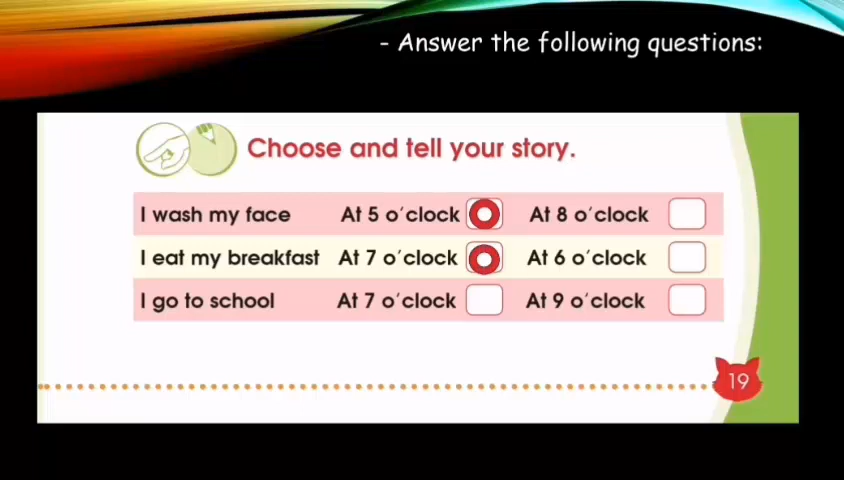 - Answer the following questions:
Choose and tell your story.
I wash my face At 5 o'clock At 8 o'clock
I eat my breakfast At 7 o'clock At 6 o'clock
I go to school At 7 o'clock At 9 o'clock
19